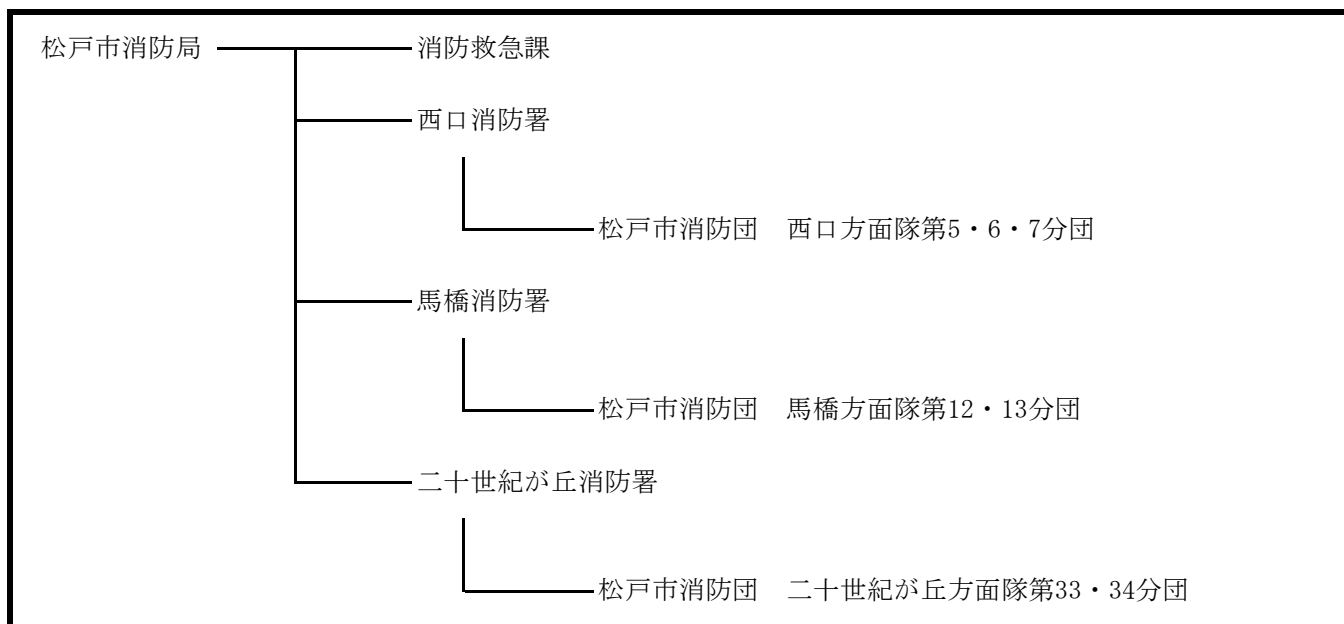 松戸市消防局 消防救急課
西口消防署
松戸市消防団 西口方面隊第5・6・7分団
馬橋消防署
松戸市消防団 馬橋方面隊第12・13分団
二十世紀が丘消防署
松戸市消防団 二十世紀が丘方面隊第33・34分団